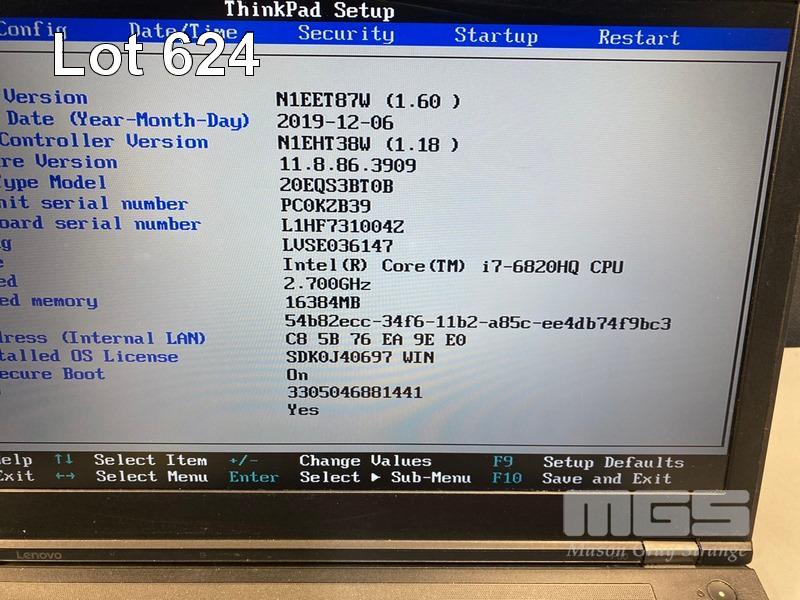 ThinkPad Setup
Config Date/Time Security Startup Restart
Lot 624
Version N1EET87W (1.60 )
Date (Year-Month-Day) 2019-12-06
Controller Version N1EHT38W (1.18 )
re Version 11.8.86.3909
ype Model 20EQS3BT0B
nit serial number PC0KZB39
oard serial number L1HF731004Z
g LVSE036147
e Intel(R) Core(TM) i7-6820HQ CPU
ed 2.700GHz
ed memory 16384MB
54b82ecc-34f6-11b2-a85c-ee4db74f9bc3
ress (Internal LAN) C8 5B 76 EA 9E E0
talled OS License SDK0J40697 WIN
ecure Boot On
3305046881441
Yes
elp ↑↓ Select Item +/- Change Values F9 Setup Defaults
Exit ←→ Select Menu Enter Select ▶ Sub-Menu F10 Save and Exit
MGS
Mason Gray Strange
Lenovo